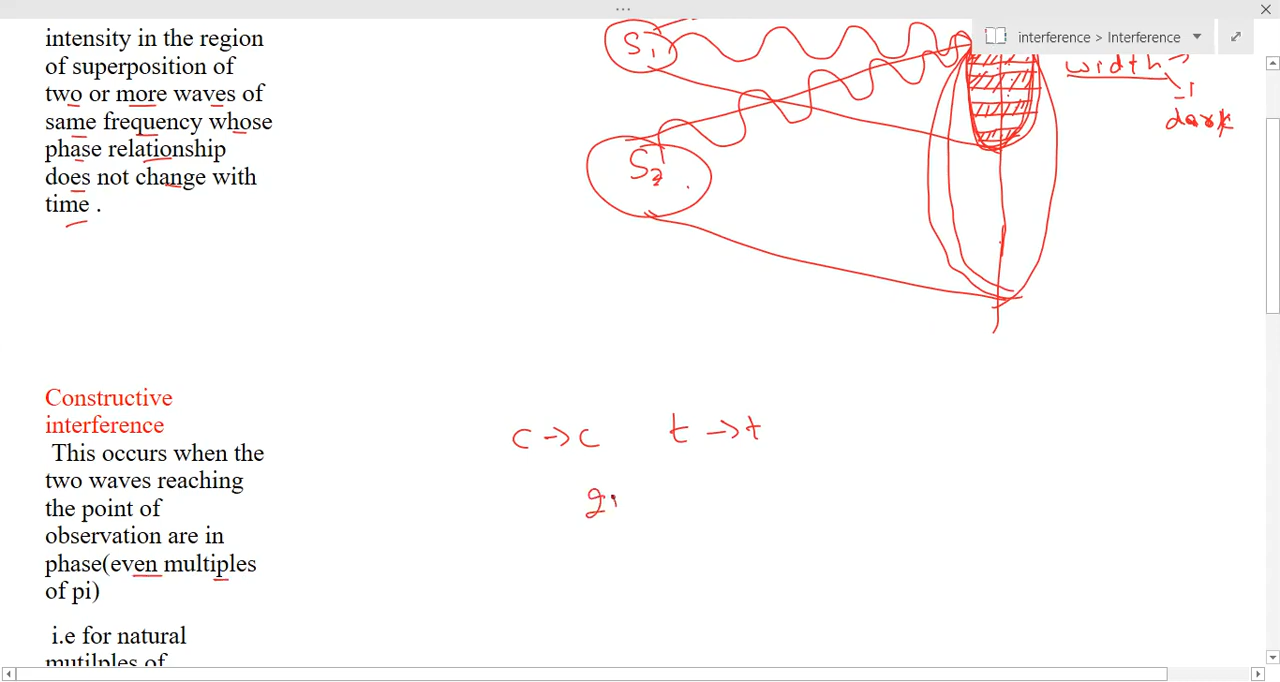 intensity in the region
of superposition of
two or more waves of
same frequency whose
phase relationship
does not change with
time .
S1
S2
interference > Interference
width →
dark
Constructive
interference
This occurs when the
two waves reaching
the point of
observation are in
phase(even multiples
of pi)
i.e for natural
mutilples of
c → c t → t